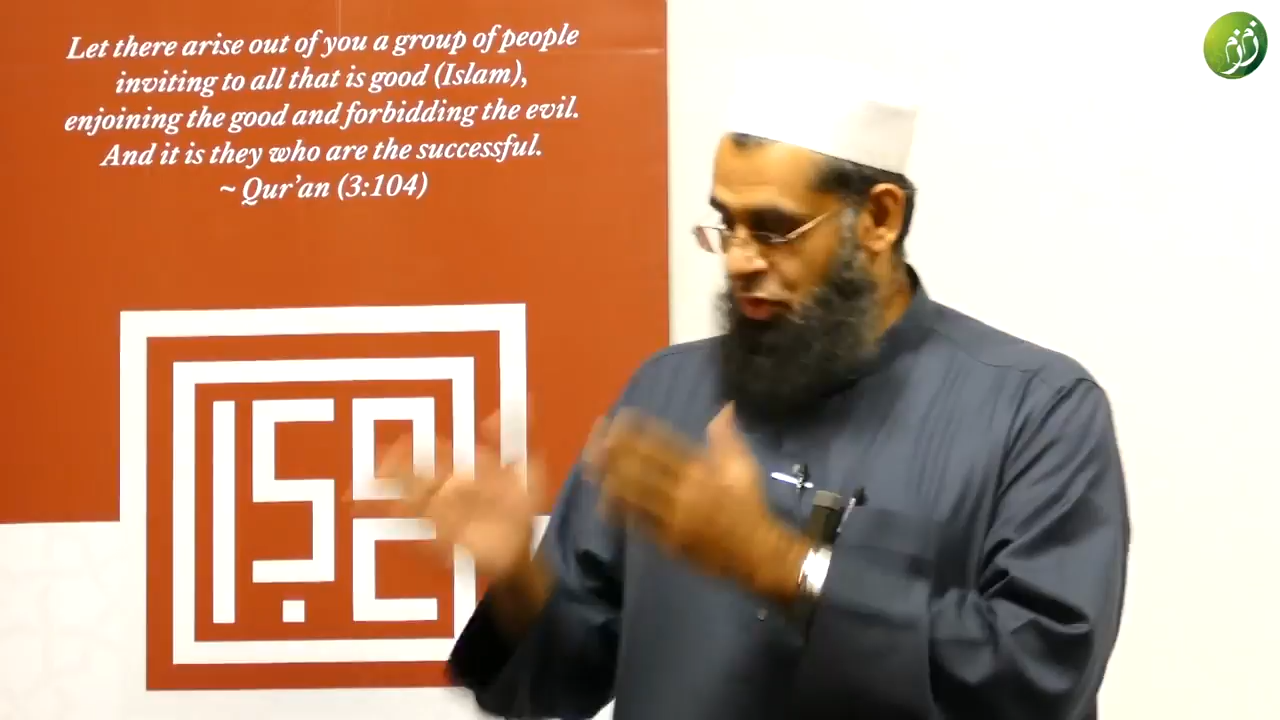 Let there arise out of you a group of people
inviting to all that is good (Islam),
enjoining the good and forbidding the evil.
And it is they who are the successful.
~ Qur’an (3:104)
زمزم